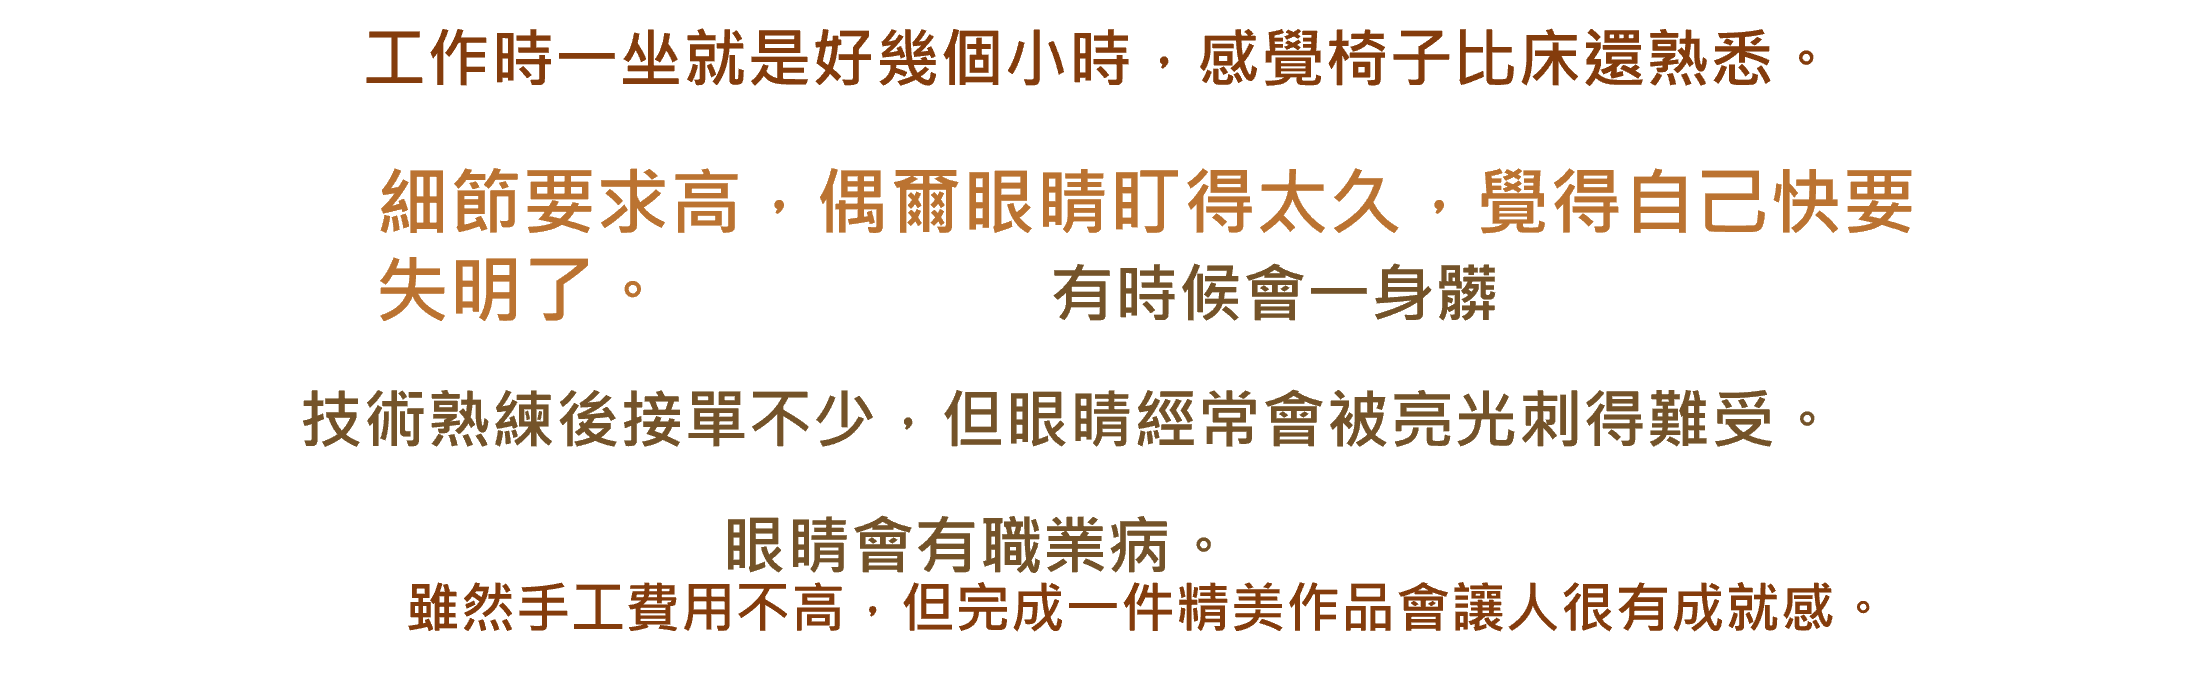 工作時一坐就是好幾個小時，感覺椅子比床還熟悉。
細節要求高，偶爾眼睛盯得太久，覺得自己快要
失明了。
有時候會一身髒
技術熟練後接單不少，但眼睛經常會被亮光刺得難受。
眼睛會有職業病。
雖然手工費用不高，但完成一件精美作品會讓人很有成就感。